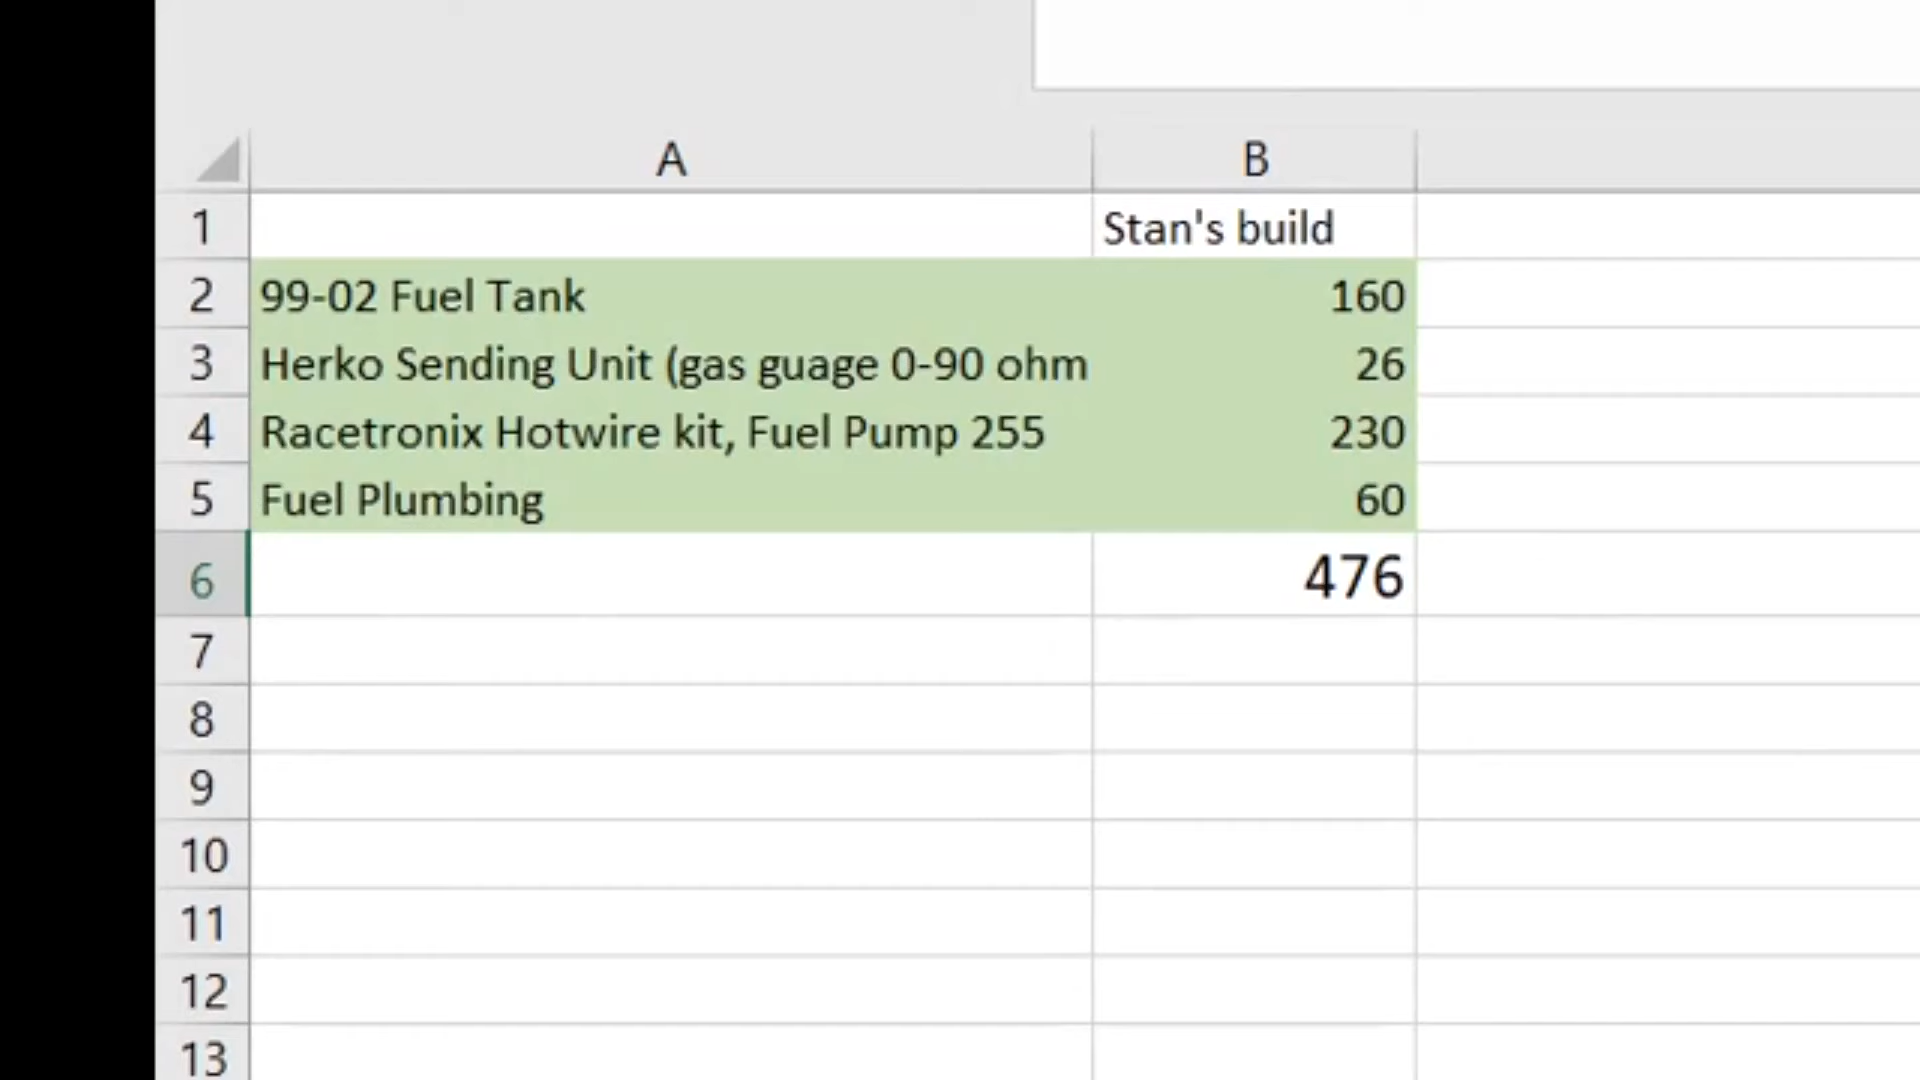 A B
1 Stan's build
2 99-02 Fuel Tank 160
3 Herko Sending Unit (gas guage 0-90 ohm 26
4 Racetronix Hotwire kit, Fuel Pump 255 230
5 Fuel Plumbing 60
6 476
7
8
9
10
11
12
13